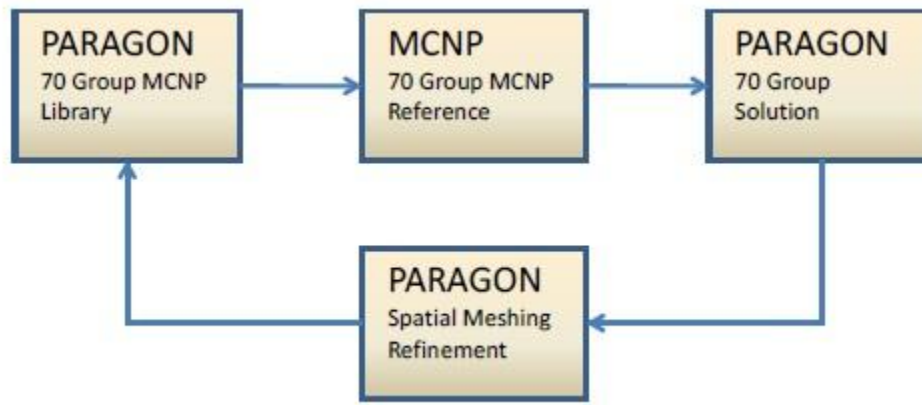 PARAGON
70 Group MCNP
Library
MCNP
70 Group MCNP
Reference
PARAGON
70 Group
Solution
PARAGON
Spatial Meshing
Refinement